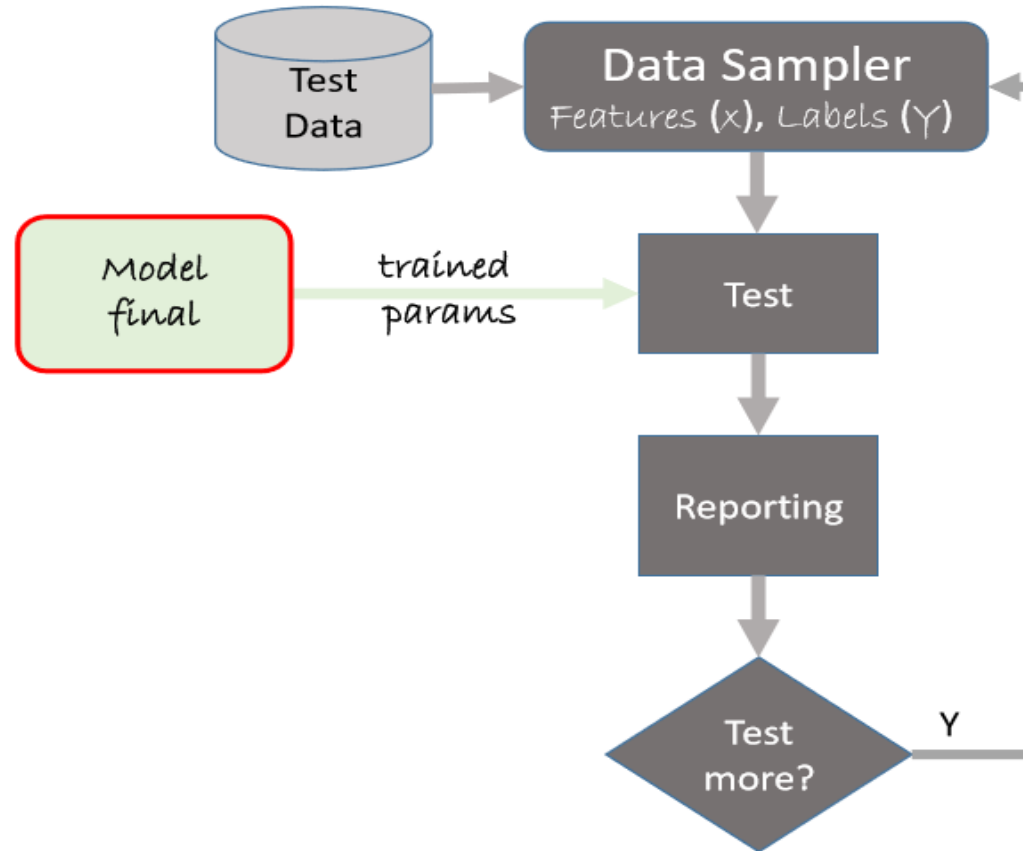 Test
Data
Data Sampler
Features (x), Labels (Y)
Model
final
trained
params
Test
Reporting
Test
more?
Y